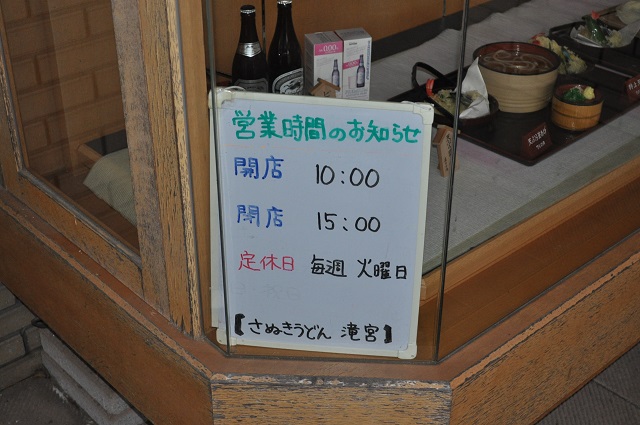 営業時間のお知らせ
開店 10:00
閉店 15:00
定休日 毎週 火曜日
【さぬきうどん 滝宮】